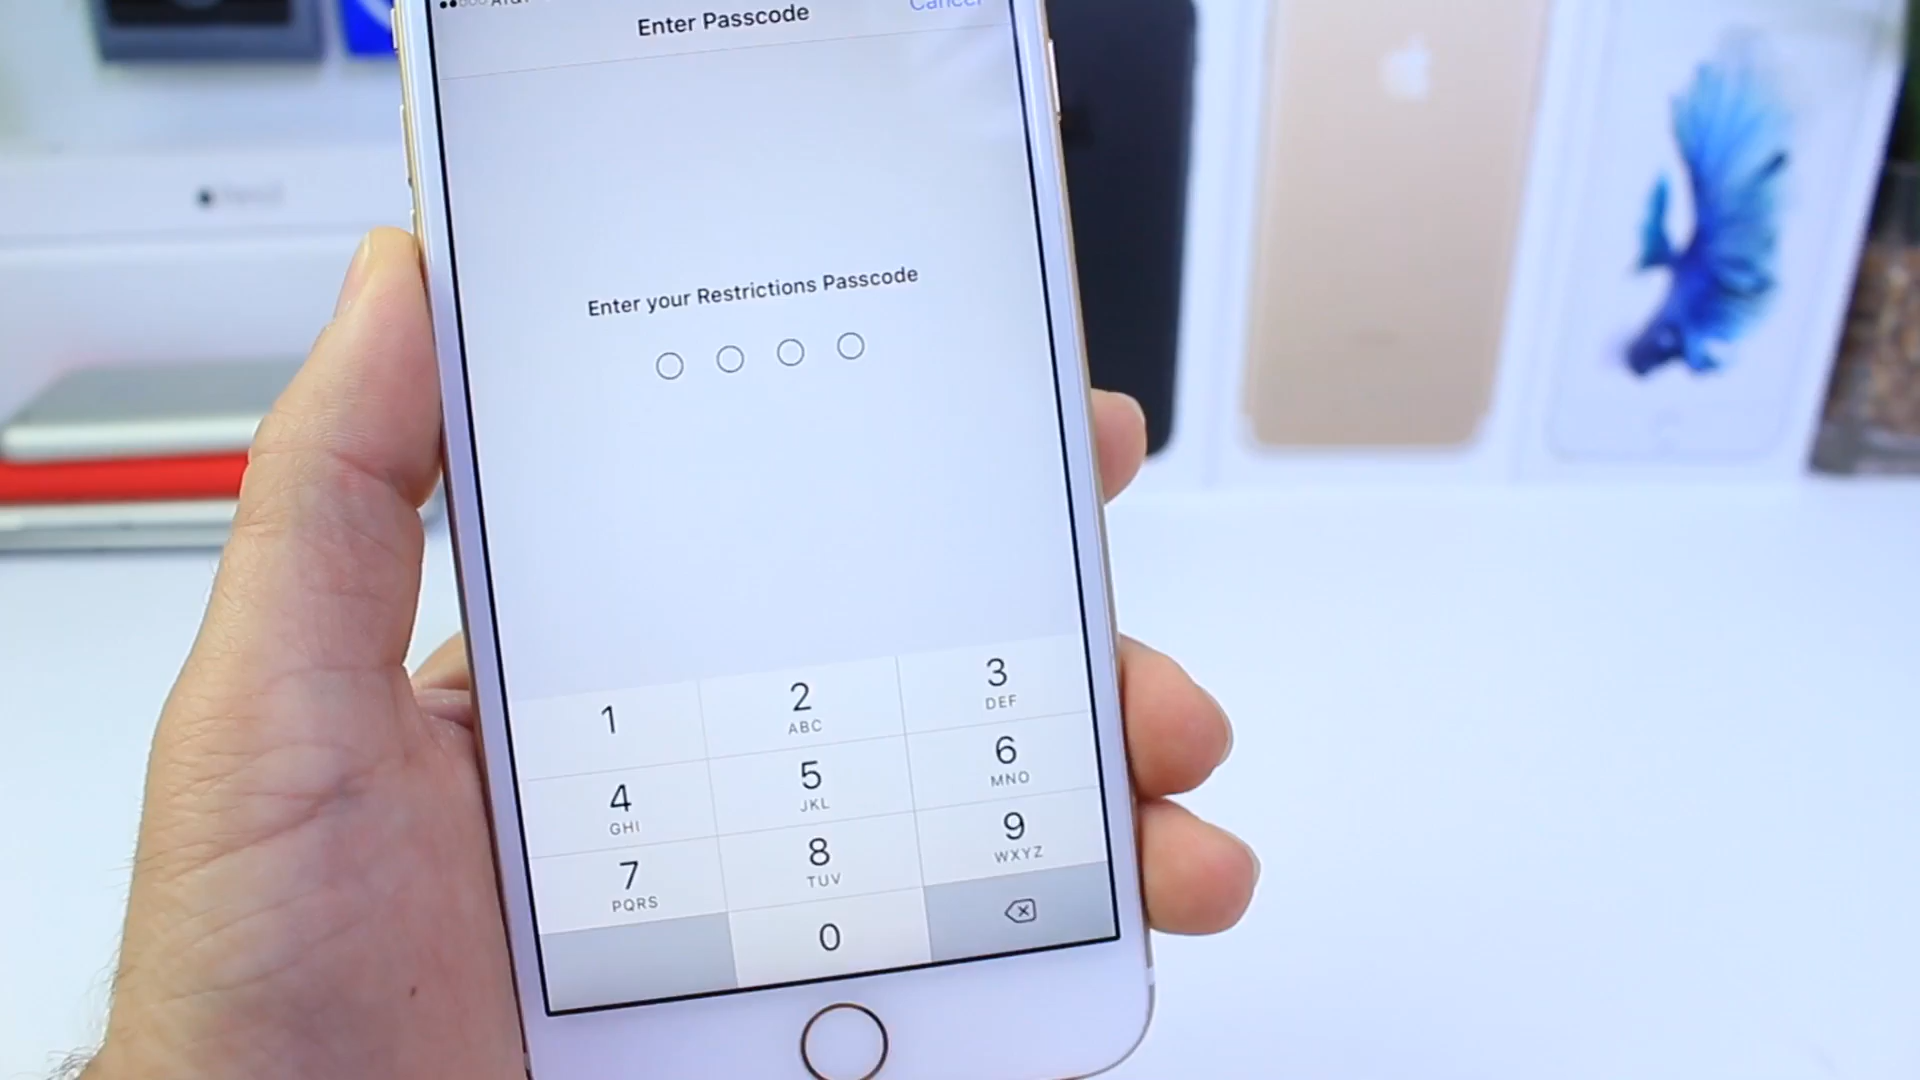 Enter Passcode
Cancel
Enter your Restrictions Passcode
1
2
ABC
3
DEF
4
GHI
5
JKL
6
MNO
7
PQRS
8
TUV
9
WXYZ
0